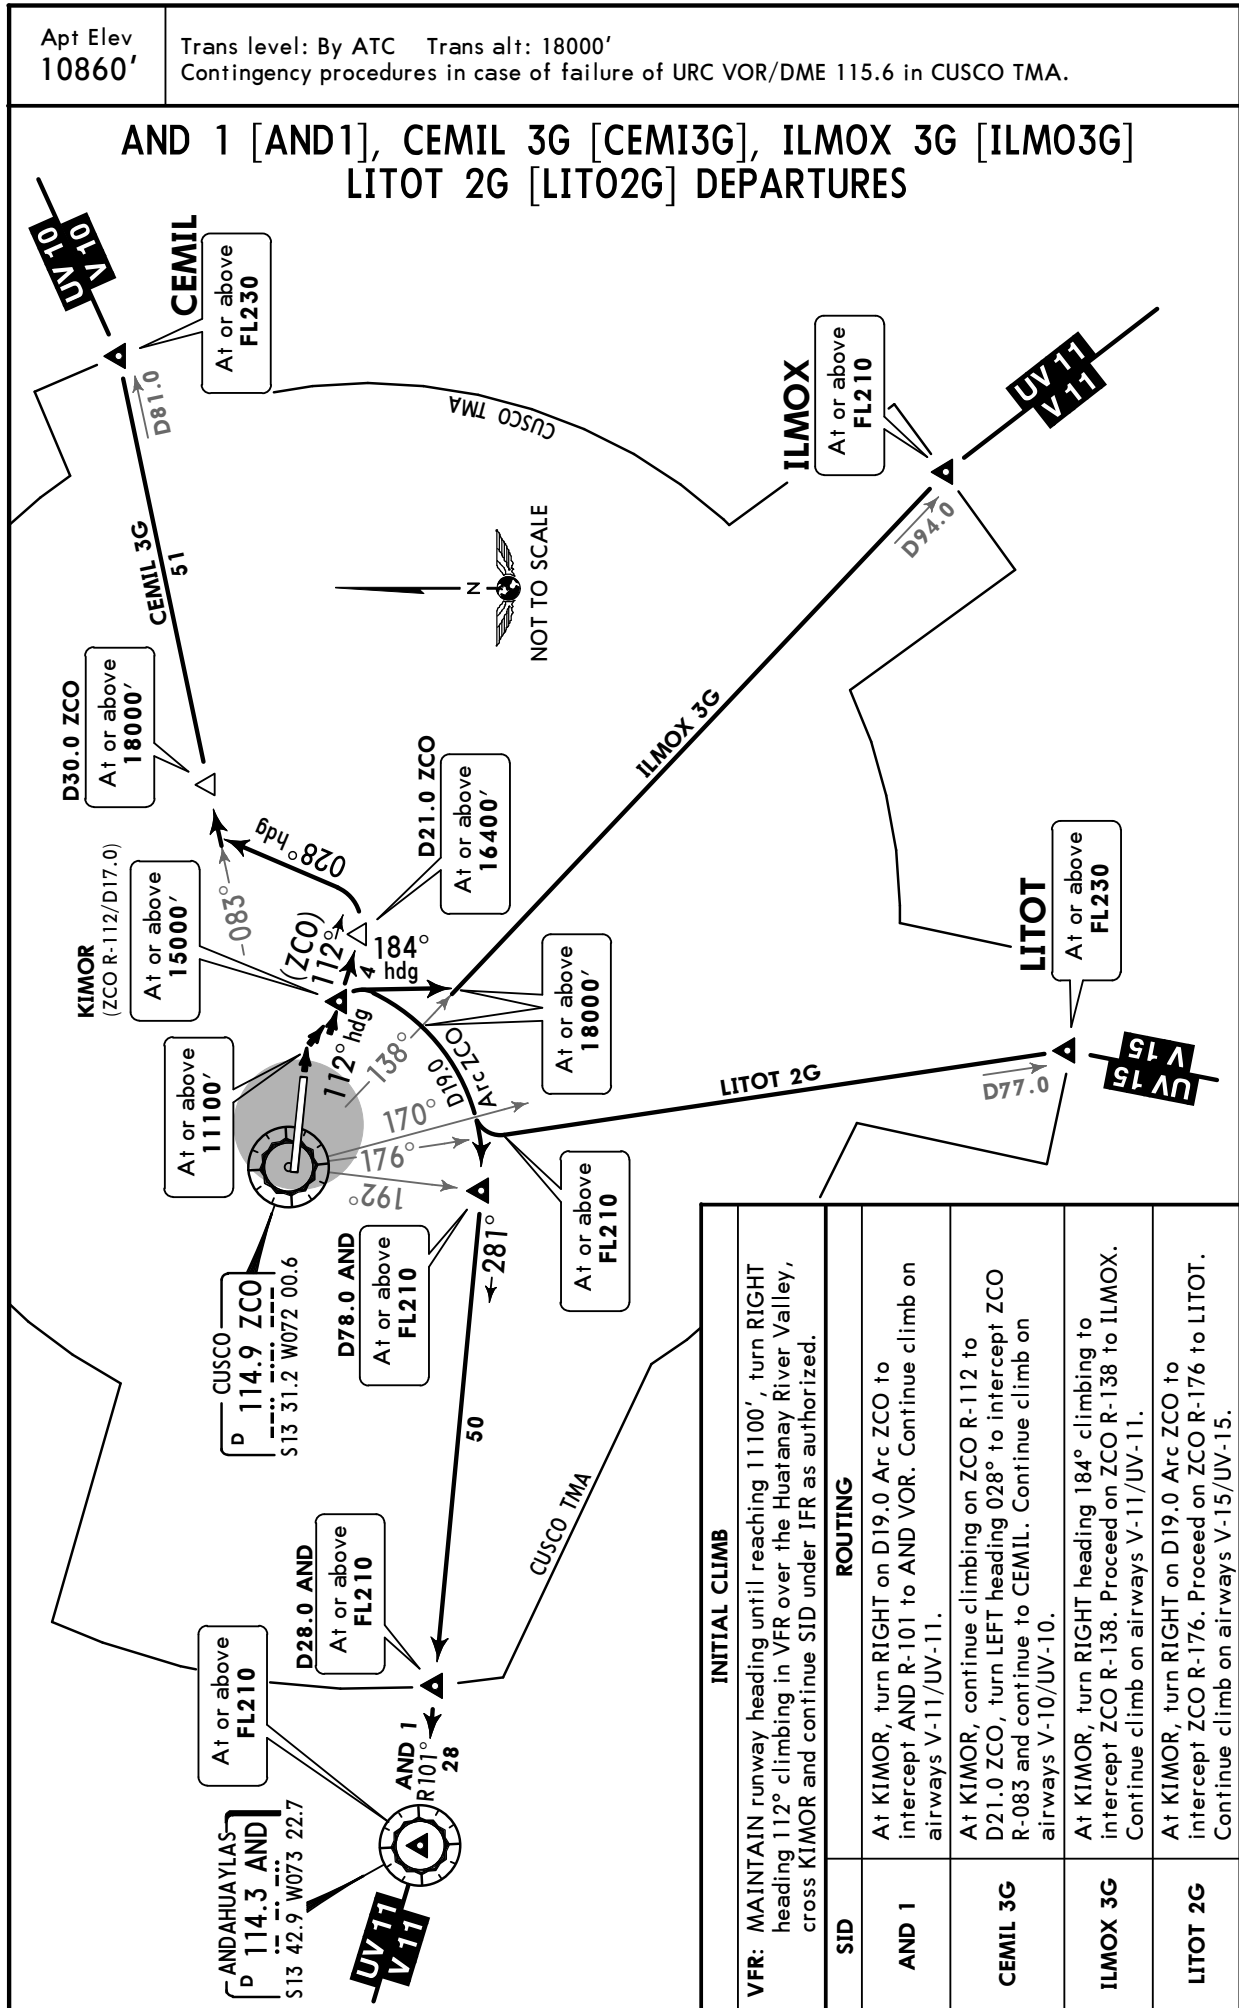 Apt Elev
10860'
Trans level: By ATC Trans alt: 18000'
Contingency procedures in case of failure of URC VOR/DME 115.6 in CUSCO TMA.
AND 1 [AND1], CEMIL 3G [CEMI3G], ILMOX 3G [ILMO3G]
LITOT 2G [LITO2G] DEPARTURES
UV 10
V 10
CEMIL
At or above
FL230
D81.0
CUSCO TMA
CEMIL 3G
51
ILMOX
At or above
FL210
UV 11
V 11
D94.0
N
NOT TO SCALE
D30.0 ZCO
At or above
18000'
ILMOX 3G
D21.0 ZCO
At or above
16400'
028° hdg
083°
KIMOR
(ZCO R-112/D17.0)
At or above
15000'
(ZCO)
112°
4
184°
hdg
At or above
18000'
LITOT
At or above
FL230
At or above
11100'
112° hdg
138°
D19.0
Arc ZCO
170°
176°
192°
LITOT 2G
D77.0
UV 15
V 15
CUSCO
D 114.9 ZCO
S13 31.2 W072 00.6
D78.0 AND
At or above
FL210
281°
At or above
FL210
50
CUSCO TMA
D28.0 AND
At or above
FL210
At or above
FL210
AND 1
R101°
28
ANDAHUAYLAS
D 114.3 AND
S13 42.9 W073 22.7
UV 11
V 11
INITIAL CLIMB
VFR: MAINTAIN runway heading until reaching 11100', turn RIGHT
heading 112° climbing in VFR over the Huatanay River Valley,
cross KIMOR and continue SID under IFR as authorized.
SID
ROUTING
AND 1
At KIMOR, turn RIGHT on D19.0 Arc ZCO to
intercept AND R-101 to AND VOR. Continue climb on
airways V-11/UV-11.
CEMIL 3G
At KIMOR, continue climbing on ZCO R-112 to
D21.0 ZCO, turn LEFT heading 028° to intercept ZCO
R-083 and continue to CEMIL. Continue climb on
airways V-10/UV-10.
ILMOX 3G
At KIMOR, turn RIGHT heading 184° climbing to
intercept ZCO R-138. Proceed on ZCO R-138 to ILMOX.
Continue climb on airways V-11/UV-11.
LITOT 2G
At KIMOR, turn RIGHT on D19.0 Arc ZCO to
intercept ZCO R-176. Proceed on ZCO R-176 to LITOT.
Continue climb on airways V-15/UV-15.